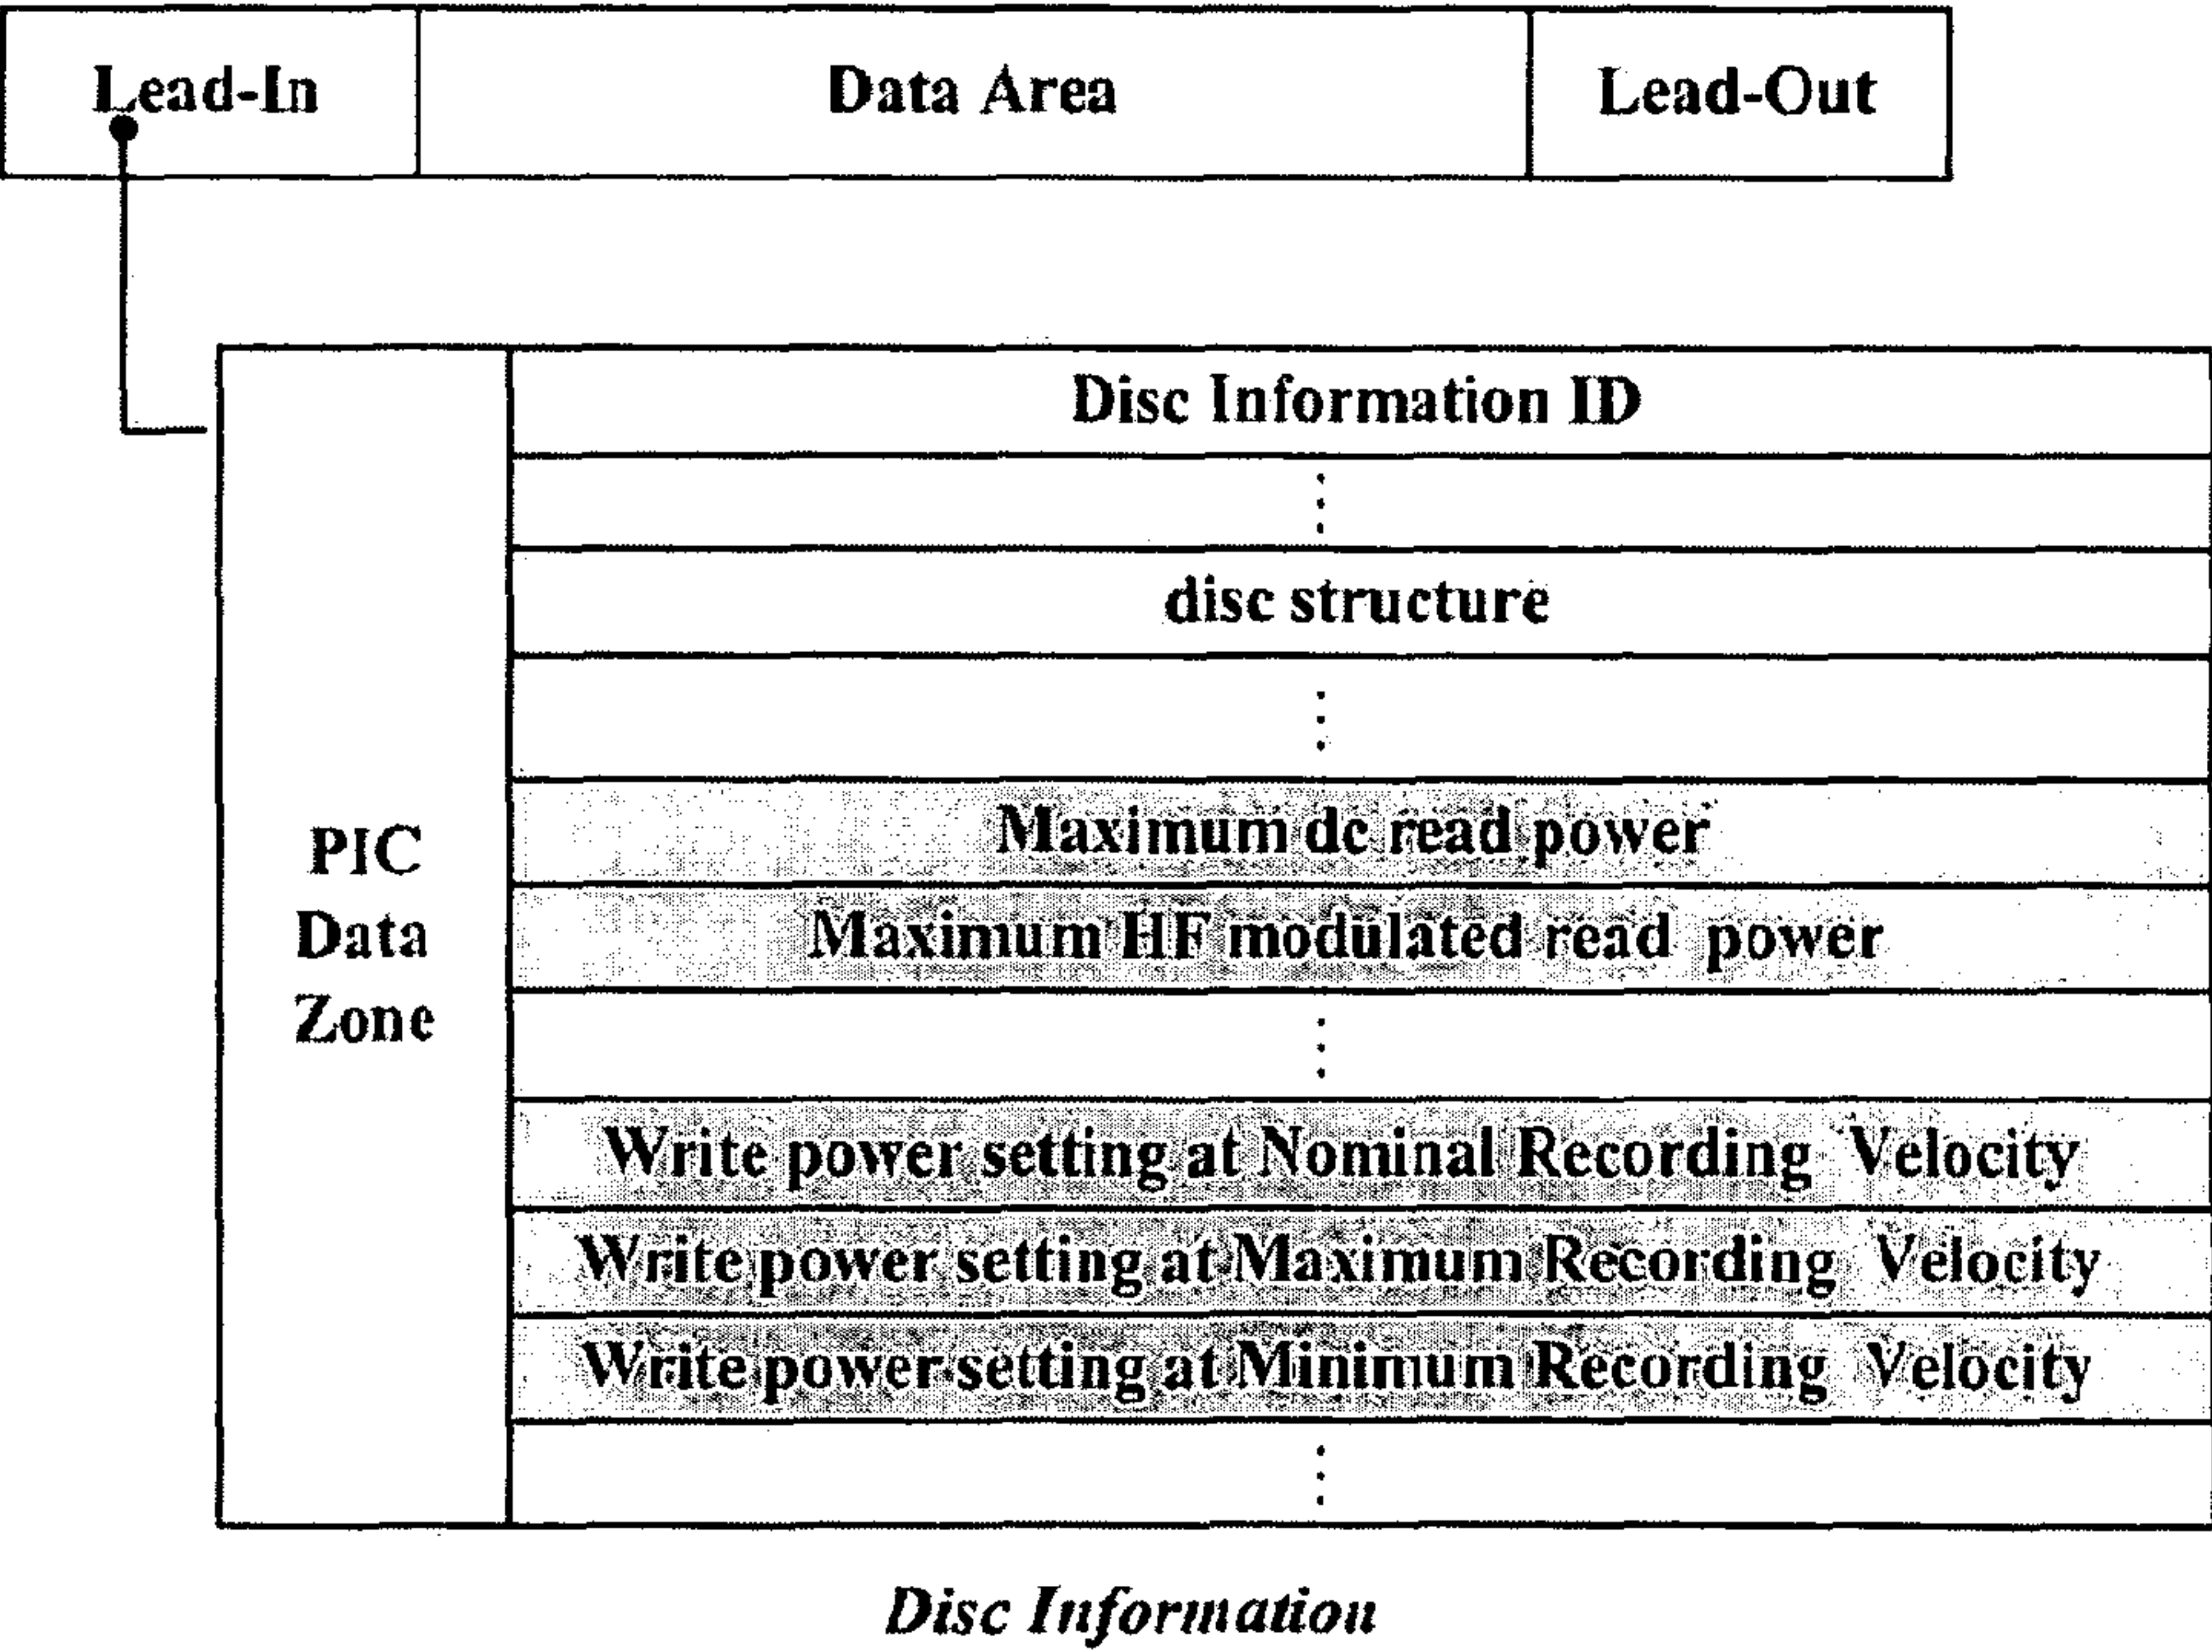 Lead-In
Data Area
Lead-Out
PIC
Data
Zone
Disc Information ID
disc structure
Maximum dc read power
Maximum HF modulated read power
Write power setting at Nominal Recording Velocity
Write power setting at Maximum Recording Velocity
Write power setting at Minimum Recording Velocity
Disc Information